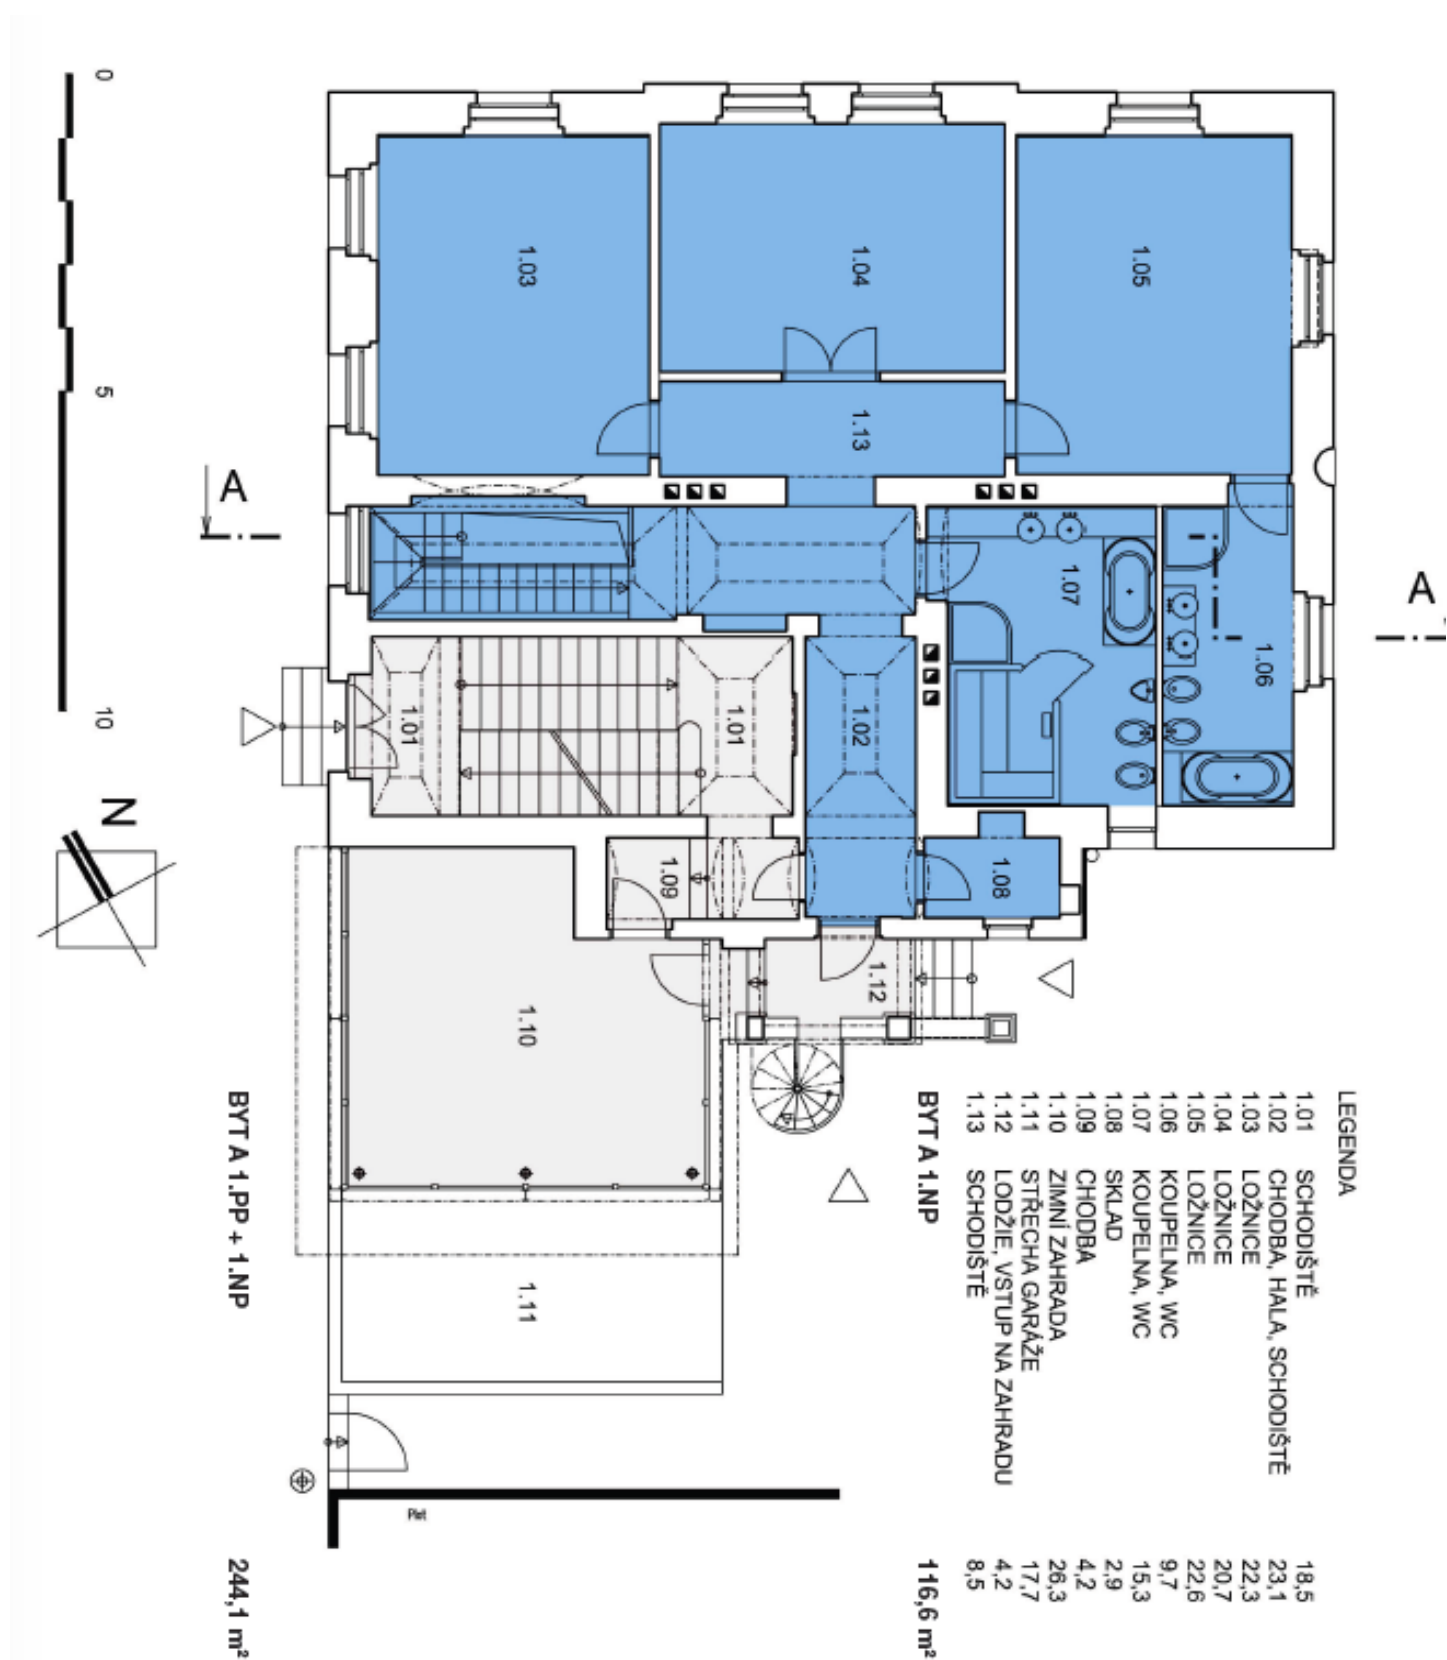 LEGENDA
1.01 SCHODIŠTĚ 18,5
1.02 CHODBA, HALA, SCHODIŠTĚ 23,1
1.03 LOŽNICE 22,3
1.04 LOŽNICE 20,7
1.05 LOŽNICE 22,6
1.06 KOUPELNA, WC 9,7
1.07 KOUPELNA, WC 15,3
1.08 SKLAD 2,9
1.09 CHODBA 4,2
1.10 ZIMNÍ ZAHRADA 26,3
1.11 STŘECHA GARÁŽE 17,7
1.12 LODŽIE, VSTUP NA ZAHRADU 4,2
1.13 SCHODIŠTĚ 8,5
BYT A 1.NP 116,6 m²
BYT A 1.PP + 1.NP 244,1 m²
0
5
10
N
A
A
1.03
1.04
1.05
1.13
1.07
1.06
1.01
1.01
1.02
1.09
1.08
1.12
1.10
1.11